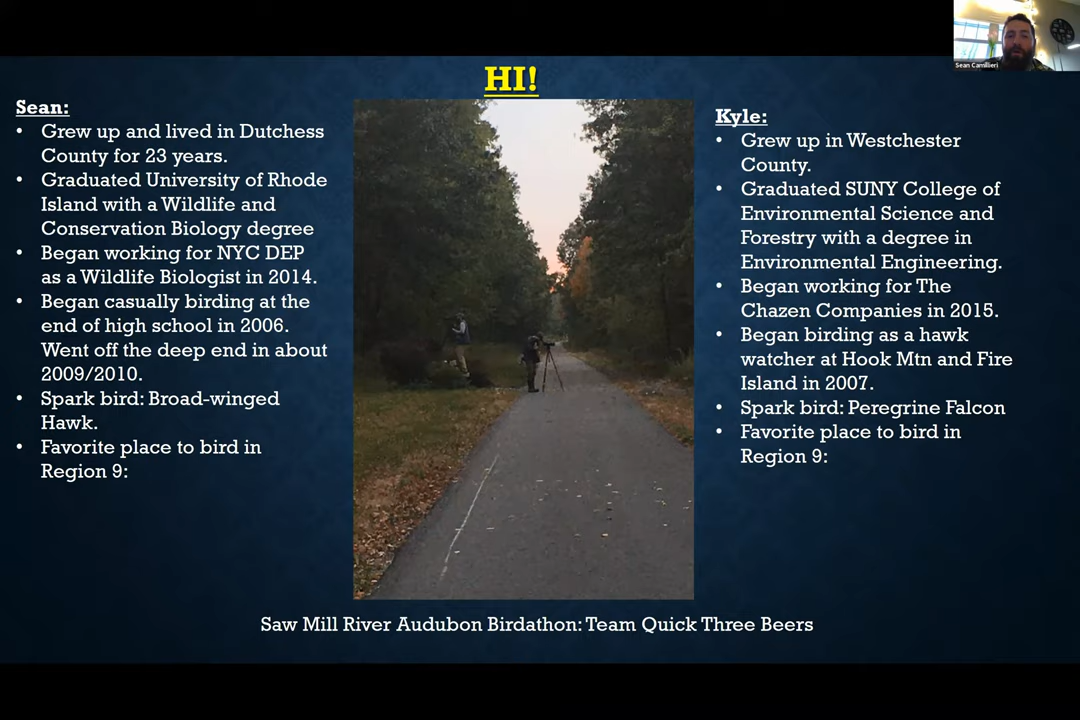 Sean Camilieri
HI!
Sean:
• Grew up and lived in Dutchess
County for 23 years.
• Graduated University of Rhode
Island with a Wildlife and
Conservation Biology degree
• Began working for NYC DEP
as a Wildlife Biologist in 2014.
• Began casually birding at the
end of high school in 2006.
Went off the deep end in about
2009/2010.
• Spark bird: Broad-winged
Hawk.
• Favorite place to bird in
Region 9:
Kyle:
• Grew up in Westchester
County.
• Graduated SUNY College of
Environmental Science and
Forestry with a degree in
Environmental Engineering.
• Began working for The
Chazen Companies in 2015.
• Began birding as a hawk
watcher at Hook Mtn and Fire
Island in 2007.
• Spark bird: Peregrine Falcon
• Favorite place to bird in
Region 9:
Saw Mill River Audubon Birdathon: Team Quick Three Beers